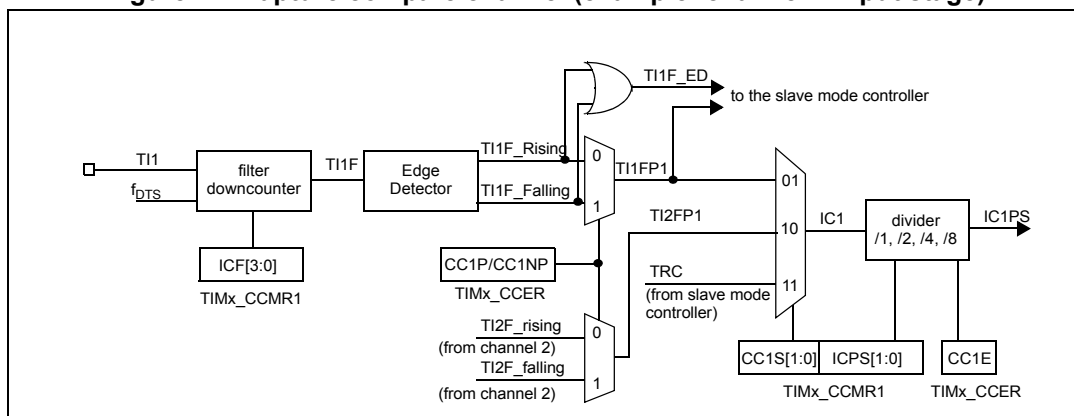 TI1F_ED
to the slave mode controller
TI1
f_DTS
filter
downcounter
TI1F
Edge
Detector
TI1F_Rising
TI1F_Falling
0
1
TI1FP1
01
TI2FP1
10
IC1
divider
/1, /2, /4, /8
IC1PS
ICF[3:0]
TIMx_CCMR1
CC1P/CC1NP
TIMx_CCER
TRC
11
(from slave mode
controller)
TI2F_rising
(from channel 2)
0
TI2F_falling
1
(from channel 2)
CC1S[1:0]
ICPS[1:0]
CC1E
TIMx_CCMR1
TIMx_CCER